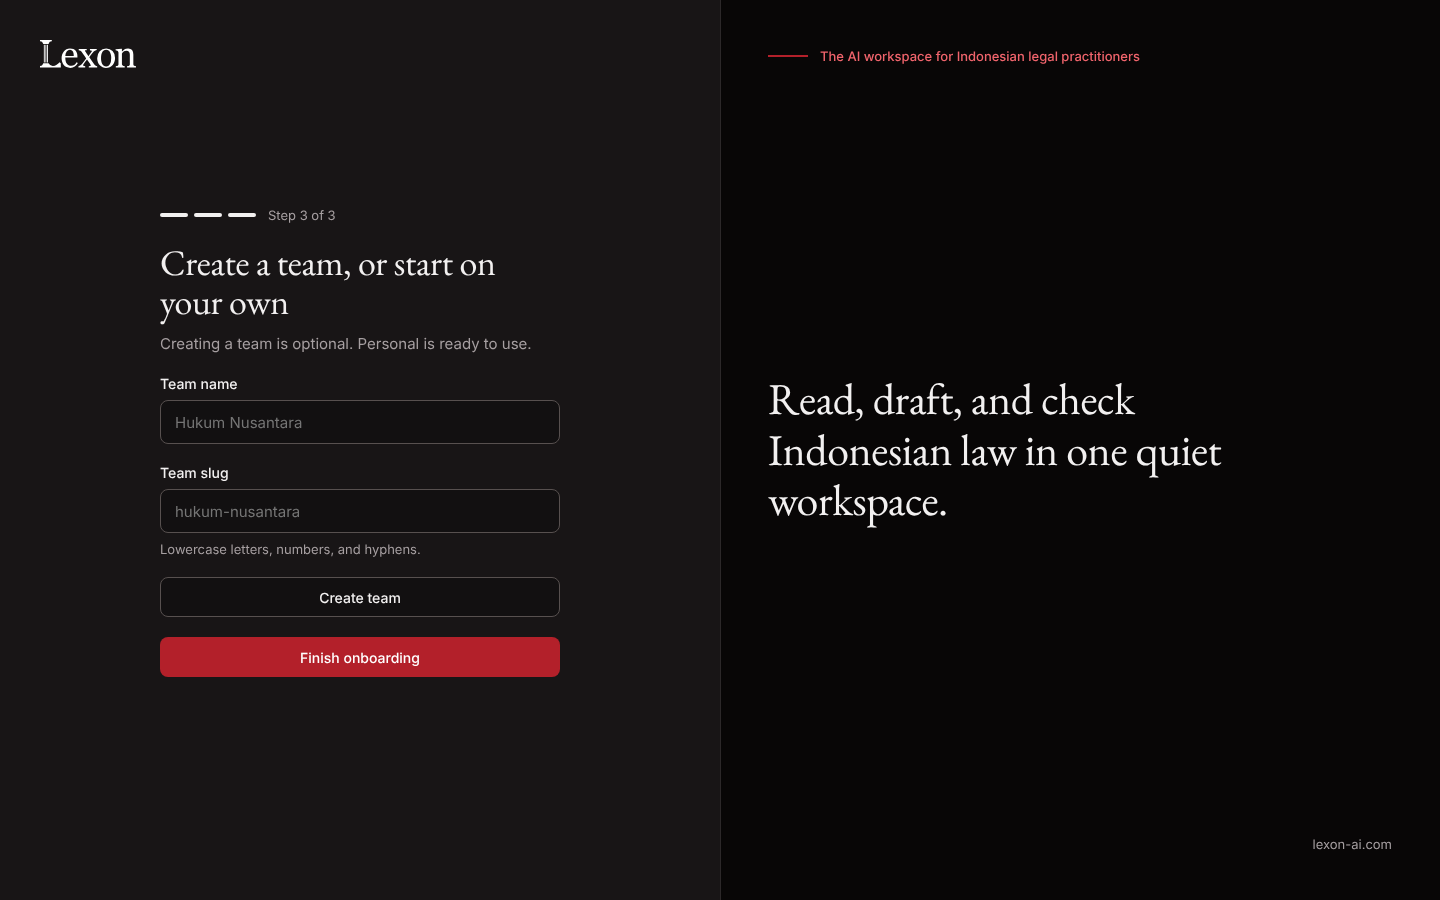 Lexon
Step 3 of 3
Create a team, or start on
your own
Creating a team is optional. Personal is ready to use.
Team name
Hukum Nusantara
Team slug
hukum-nusantara
Lowercase letters, numbers, and hyphens.
Create team
Finish onboarding
The AI workspace for Indonesian legal practitioners
Read, draft, and check
Indonesian law in one quiet
workspace.
lexon-ai.com